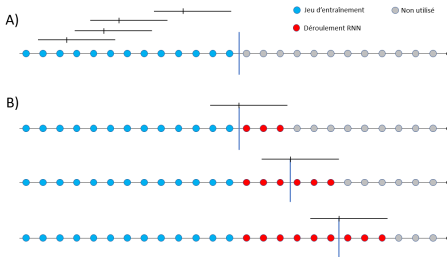 A)
Jeu d'entraînement
Non utilisé
Déroulement RNN
B)